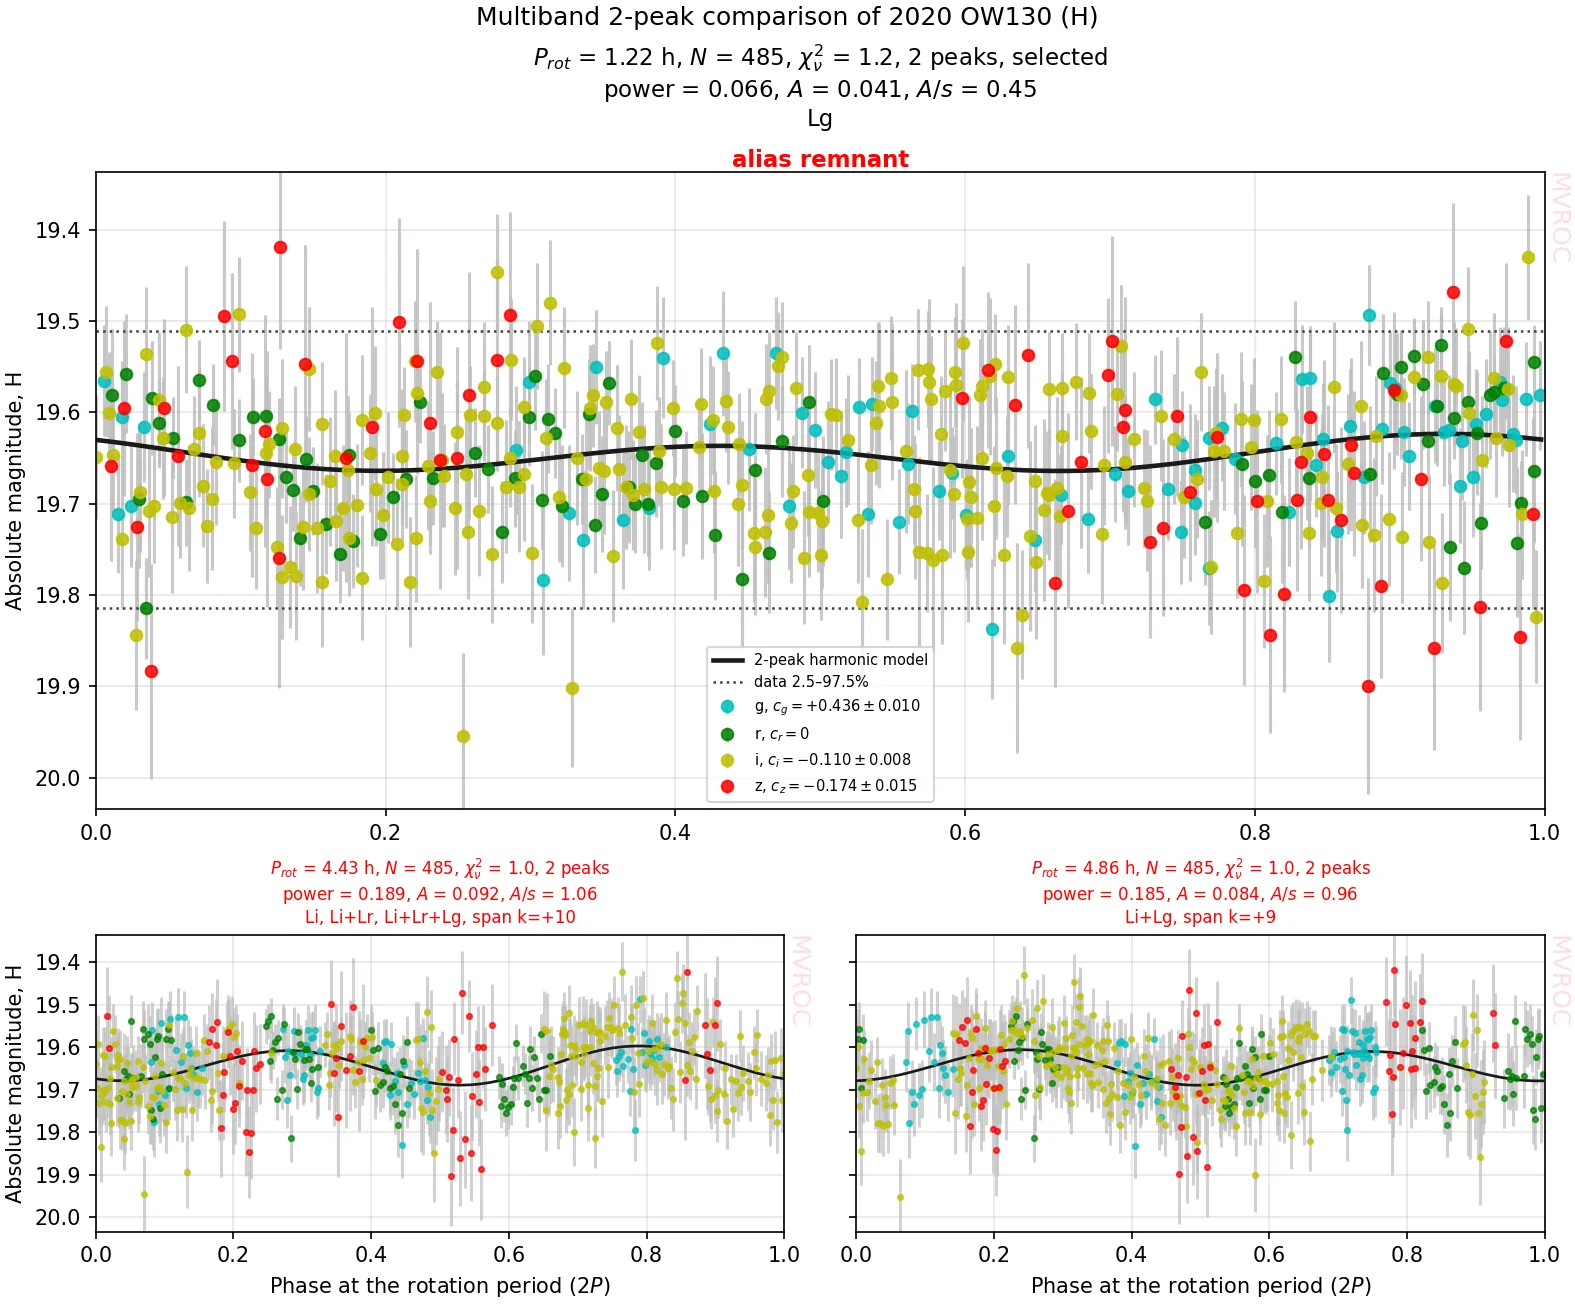 Multiband 2-peak comparison of 2020 OW130 (H)
P_rot = 1.22 h, N = 485, χ²_ν = 1.2, 2 peaks, selected
power = 0.066, A = 0.041, A/s = 0.45
Lg
alias remnant
MVROC
Absolute magnitude, H
19.4
19.5
19.6
19.7
19.8
19.9
20.0
2-peak harmonic model
data 2.5–97.5%
g, c_g = +0.436 ± 0.010
r, c_r = 0
i, c_i = −0.110 ± 0.008
z, c_z = −0.174 ± 0.015
0.0 0.2 0.4 0.6 0.8 1.0
P_rot = 4.43 h, N = 485, χ²_ν = 1.0, 2 peaks
power = 0.189, A = 0.092, A/s = 1.06
Li, Li+Lr, Li+Lr+Lg, span k=+10
MVROC
Absolute magnitude, H
19.4
19.5
19.6
19.7
19.8
19.9
20.0
0.0 0.2 0.4 0.6 0.8 1.0
Phase at the rotation period (2P)
P_rot = 4.86 h, N = 485, χ²_ν = 1.0, 2 peaks
power = 0.185, A = 0.084, A/s = 0.96
Li+Lg, span k=+9
MVROC
0.0 0.2 0.4 0.6 0.8 1.0
Phase at the rotation period (2P)